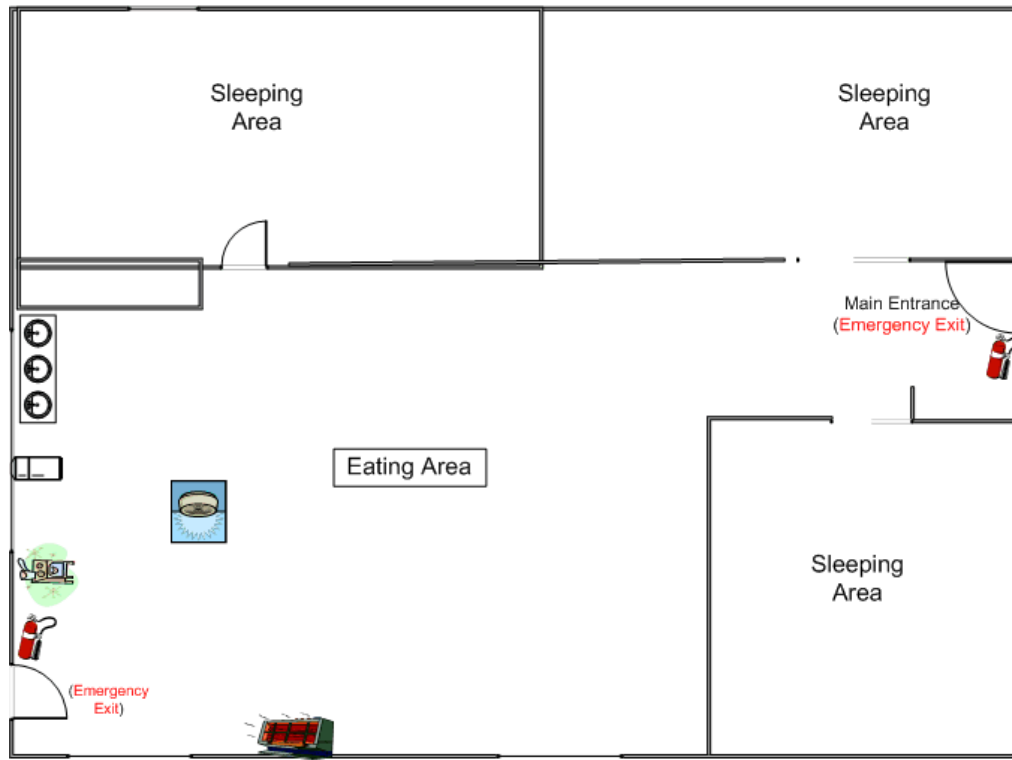 Sleeping
Area
Sleeping
Area
Main Entrance
(Emergency Exit)
Eating Area
Sleeping
Area
(Emergency
Exit)